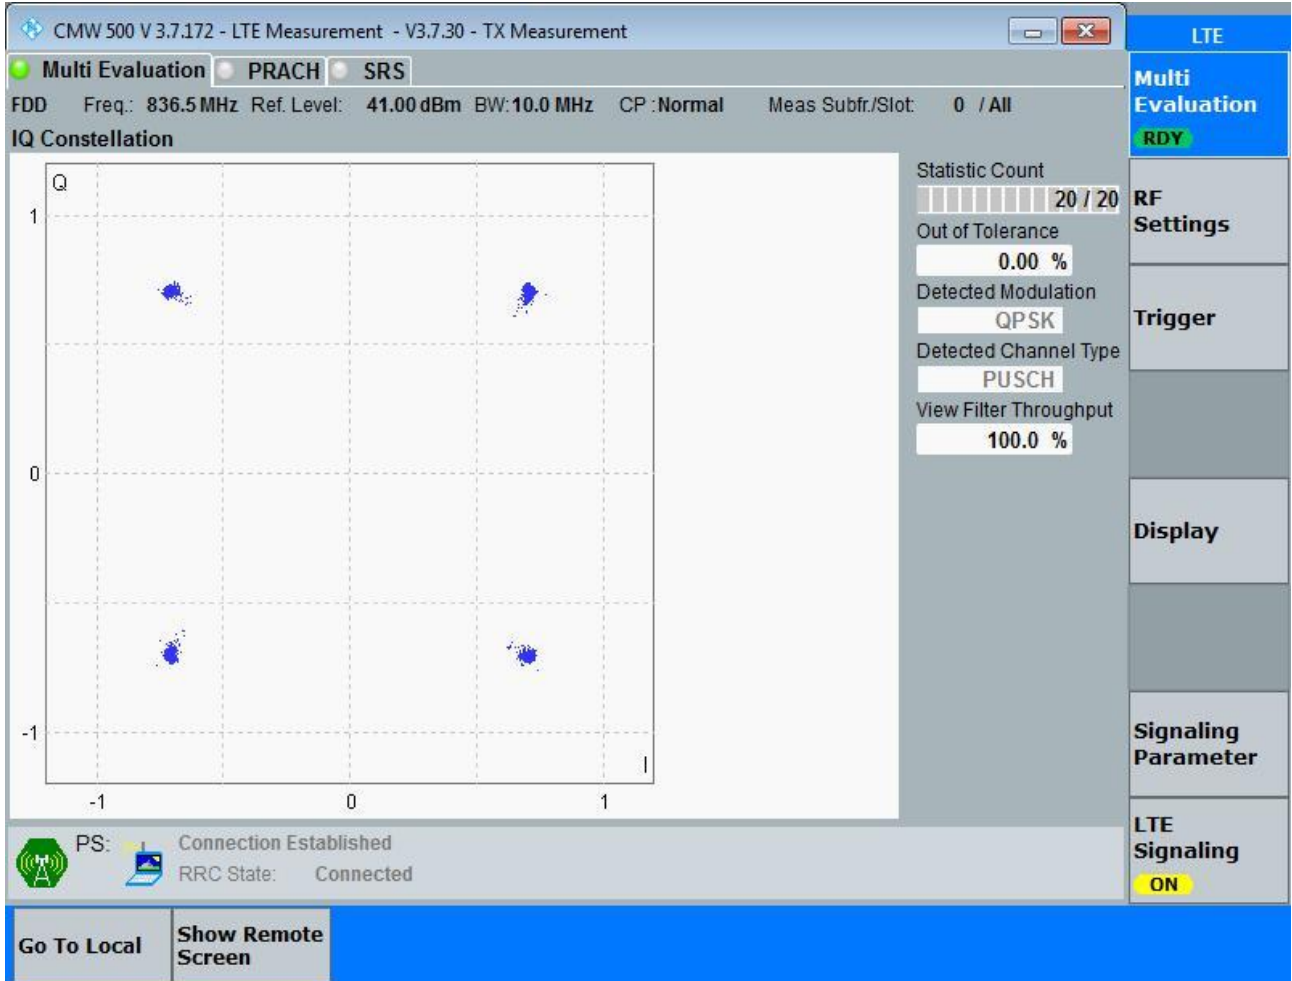 CMW 500 V 3.7.172 - LTE Measurement - V3.7.30 - TX Measurement
Multi Evaluation PRACH SRS
FDD Freq.: 836.5 MHz Ref. Level: 41.00 dBm BW: 10.0 MHz CP : Normal Meas Subfr./Slot: 0 / All
IQ Constellation
Q
1
0
-1
I
-1 0 1
Statistic Count
20 / 20
Out of Tolerance
0.00 %
Detected Modulation
QPSK
Detected Channel Type
PUSCH
View Filter Throughput
100.0 %
PS: Connection Established
RRC State: Connected
LTE
Multi
Evaluation
RDY
RF
Settings
Trigger
Display
Signaling
Parameter
LTE
Signaling
ON
Go To Local
Show Remote
Screen